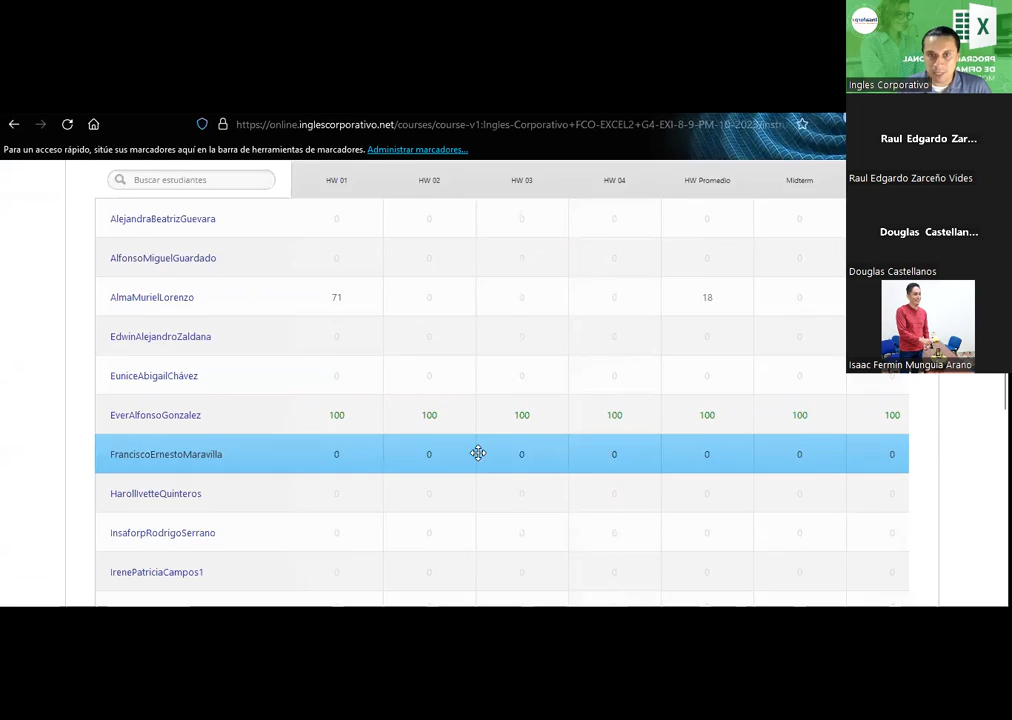 https://online.inglescorporativo.net/courses/course-v1:Ingles-Corporativo+FCO-EXCEL2+G4-EXI-8-9-PM-10-2023/inst
Para un acceso rápido, sitúe sus marcadores aquí en la barra de herramientas de marcadores. Administrar marcadores...
Buscar estudiantes HW 01 HW 02 HW 03 HW 04 HW Promedio Midterm
AlejandraBeatrizGuevara 0 0 0 0 0 0
AlfonsoMiguelGuardado 0 0 0 0 0 0
AlmaMurielLorenzo 71 0 0 0 18 0
EdwinAlejandroZaldana 0 0 0 0 0 0
EuniceAbigailChávez 0 0 0 0 0 0 0
EverAlfonsoGonzalez 100 100 100 100 100 100 100
FranciscoErnestoMaravilla 0 0 0 0 0 0 0
HarollIvetteQuinteros 0 0 0 0 0 0 0
InsaforpRodrigoSerrano 0 0 0 0 0 0 0
IrenePatriciaCampos1 0 0 0 0 0 0 0
Ingles Corporativo
Raul Edgardo Zar...
Raul Edgardo Zarceño Vides
Douglas Castellan...
Douglas Castellanos
Isaac Fermin Munguia Arano